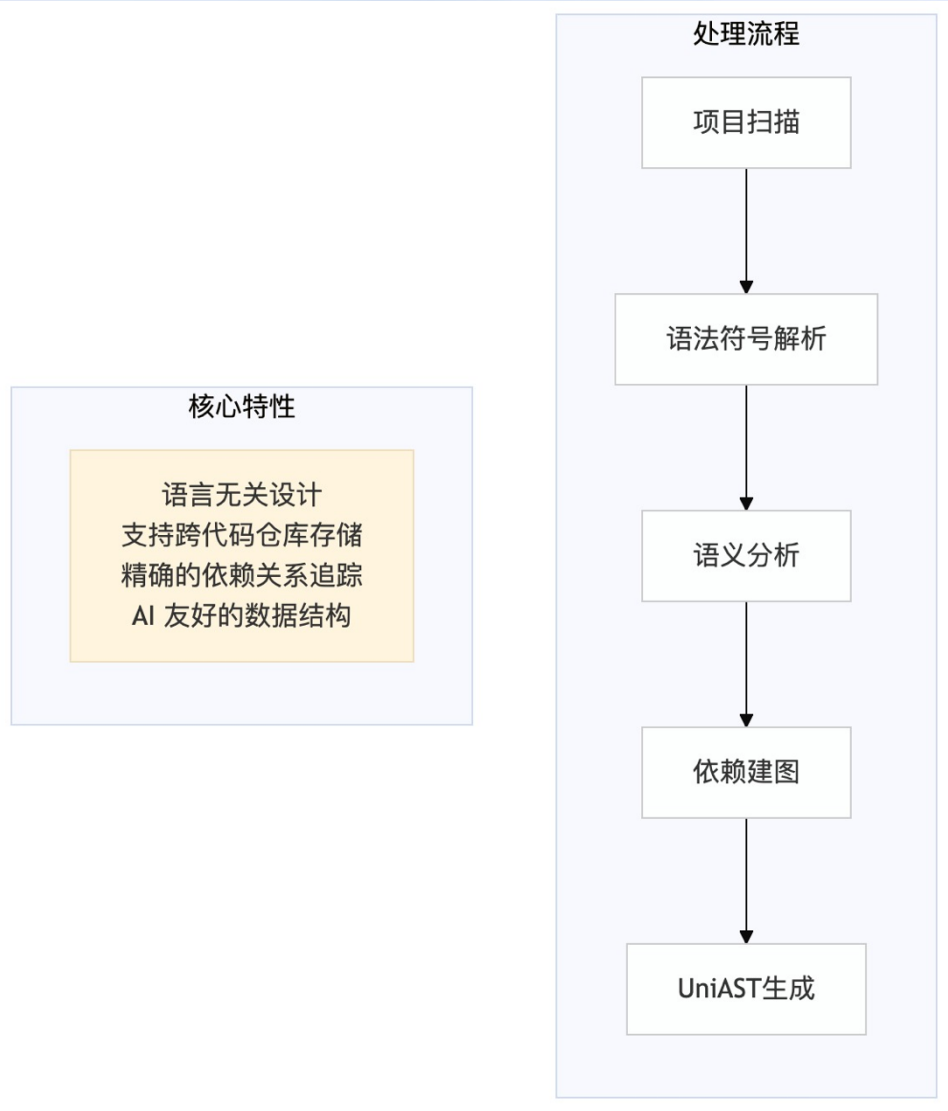 核心特性
语言无关设计
支持跨代码仓库存储
精确的依赖关系追踪
AI 友好的数据结构
处理流程
项目扫描
语法符号解析
语义分析
依赖建图
UniAST生成